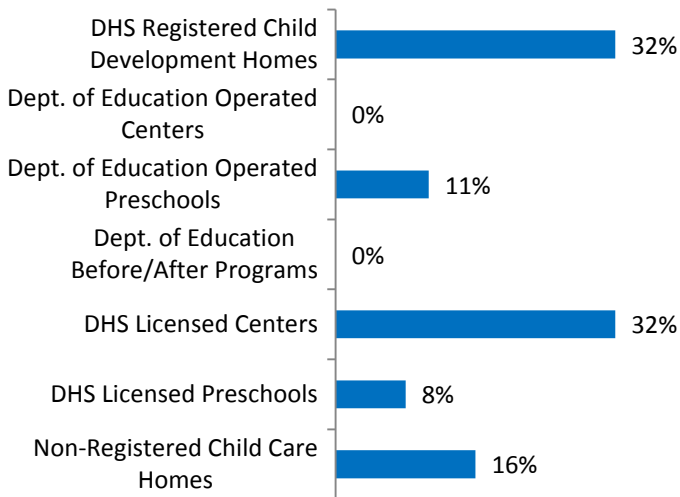 DHS Registered Child
Development Homes
32%
Dept. of Education Operated
Centers
0%
Dept. of Education Operated
Preschools
11%
Dept. of Education
Before/After Programs
0%
DHS Licensed Centers
32%
DHS Licensed Preschools
8%
Non-Registered Child Care
Homes
16%